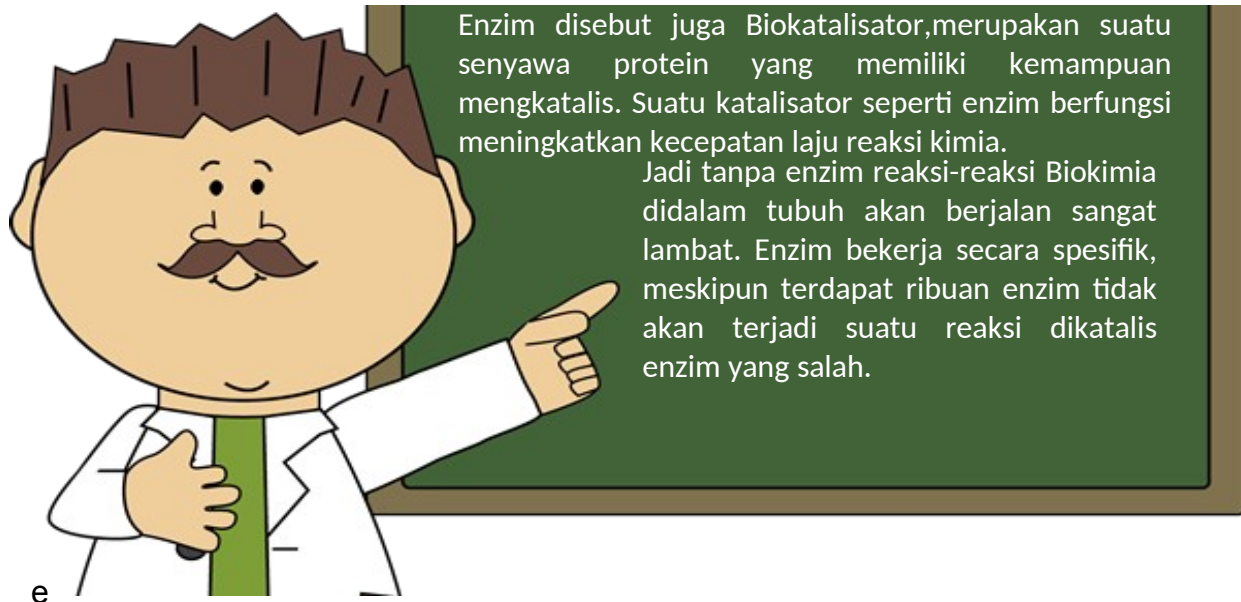 Enzim disebut juga Biokatalisator,merupakan suatu
senyawa protein yang memiliki kemampuan
mengkatalis. Suatu katalisator seperti enzim berfungsi
meningkatkan kecepatan laju reaksi kimia.
Jadi tanpa enzim reaksi-reaksi Biokimia
didalam tubuh akan berjalan sangat
lambat. Enzim bekerja secara spesifik,
meskipun terdapat ribuan enzim tidak
akan terjadi suatu reaksi dikatalis
enzim yang salah.
e